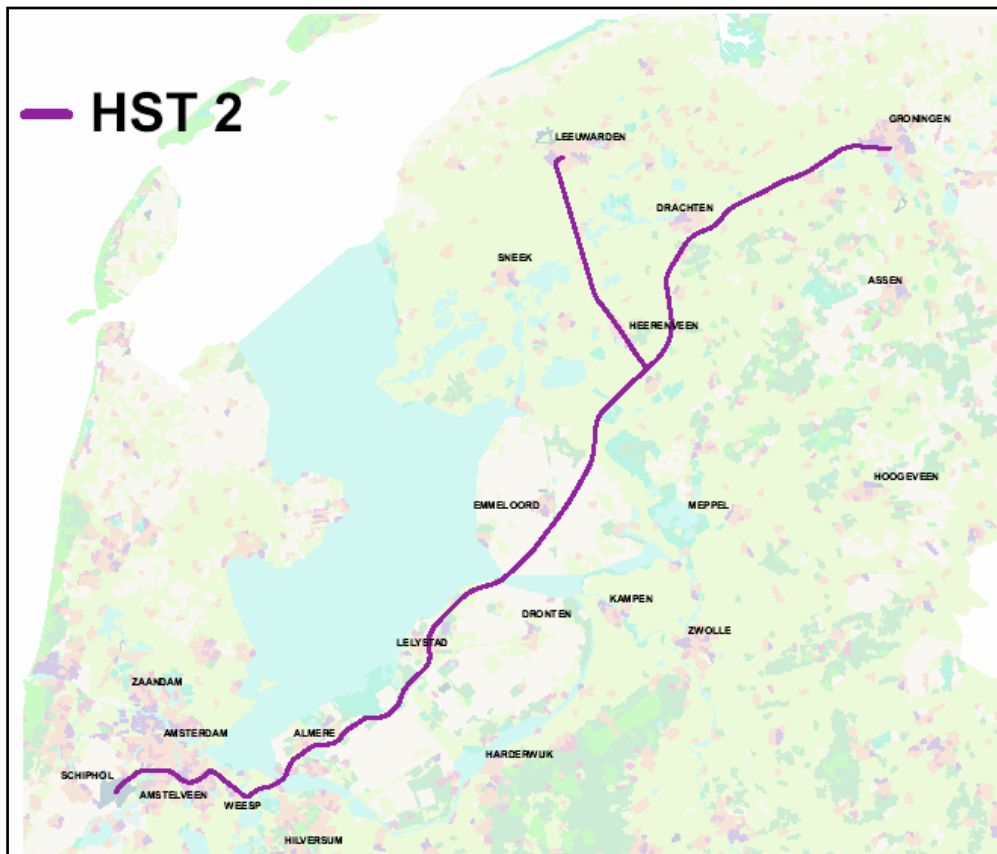 HST 2
GRONINGEN
LEEUWARDEN
DRACHTEN
SNEEK
ASSEN
HEERENVEEN
HOOGEVEEN
EMMELOORD
MEPPEL
KAMPEN
DRONTEN
ZWOLLE
LELYSTAD
ZAANDAM
AMSTERDAM
ALMERE
HARDERWIJK
SCHIPHOL
AMSTELVEEN
WEESP
HILVERSUM